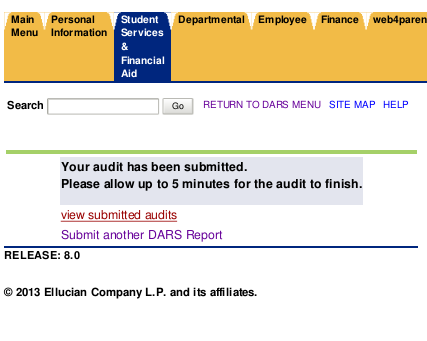 Main Menu
Personal Information
Student Services & Financial Aid
Departmental
Employee
Finance
web4paren
Search
Go
RETURN TO DARS MENU SITE MAP HELP
Your audit has been submitted.
Please allow up to 5 minutes for the audit to finish.
view submitted audits
Submit another DARS Report
RELEASE: 8.0
© 2013 Ellucian Company L.P. and its affiliates.